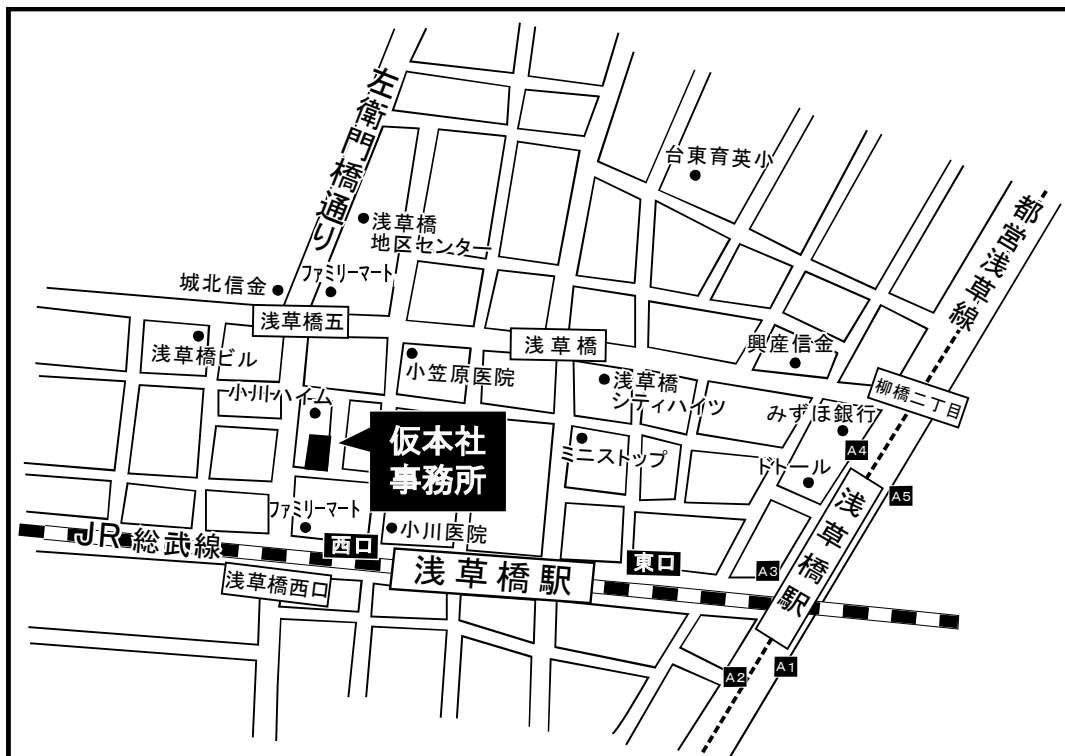 左衛門橋通り
台東育英小
都営浅草線
浅草橋
地区センター
ファミリーマート
城北信金
浅草橋五
浅草橋ビル
浅草橋
興産信金
小笠原医院
浅草橋
シティハイツ
柳橋二丁目
みずほ銀行
小川ハイム
仮本社
事務所
ミニストップ
ドトール
A4
A5
浅草橋駅
ファミリーマート
小川医院
JR総武線
西口
浅草橋駅
東口
A3
浅草橋西口
A2
A1